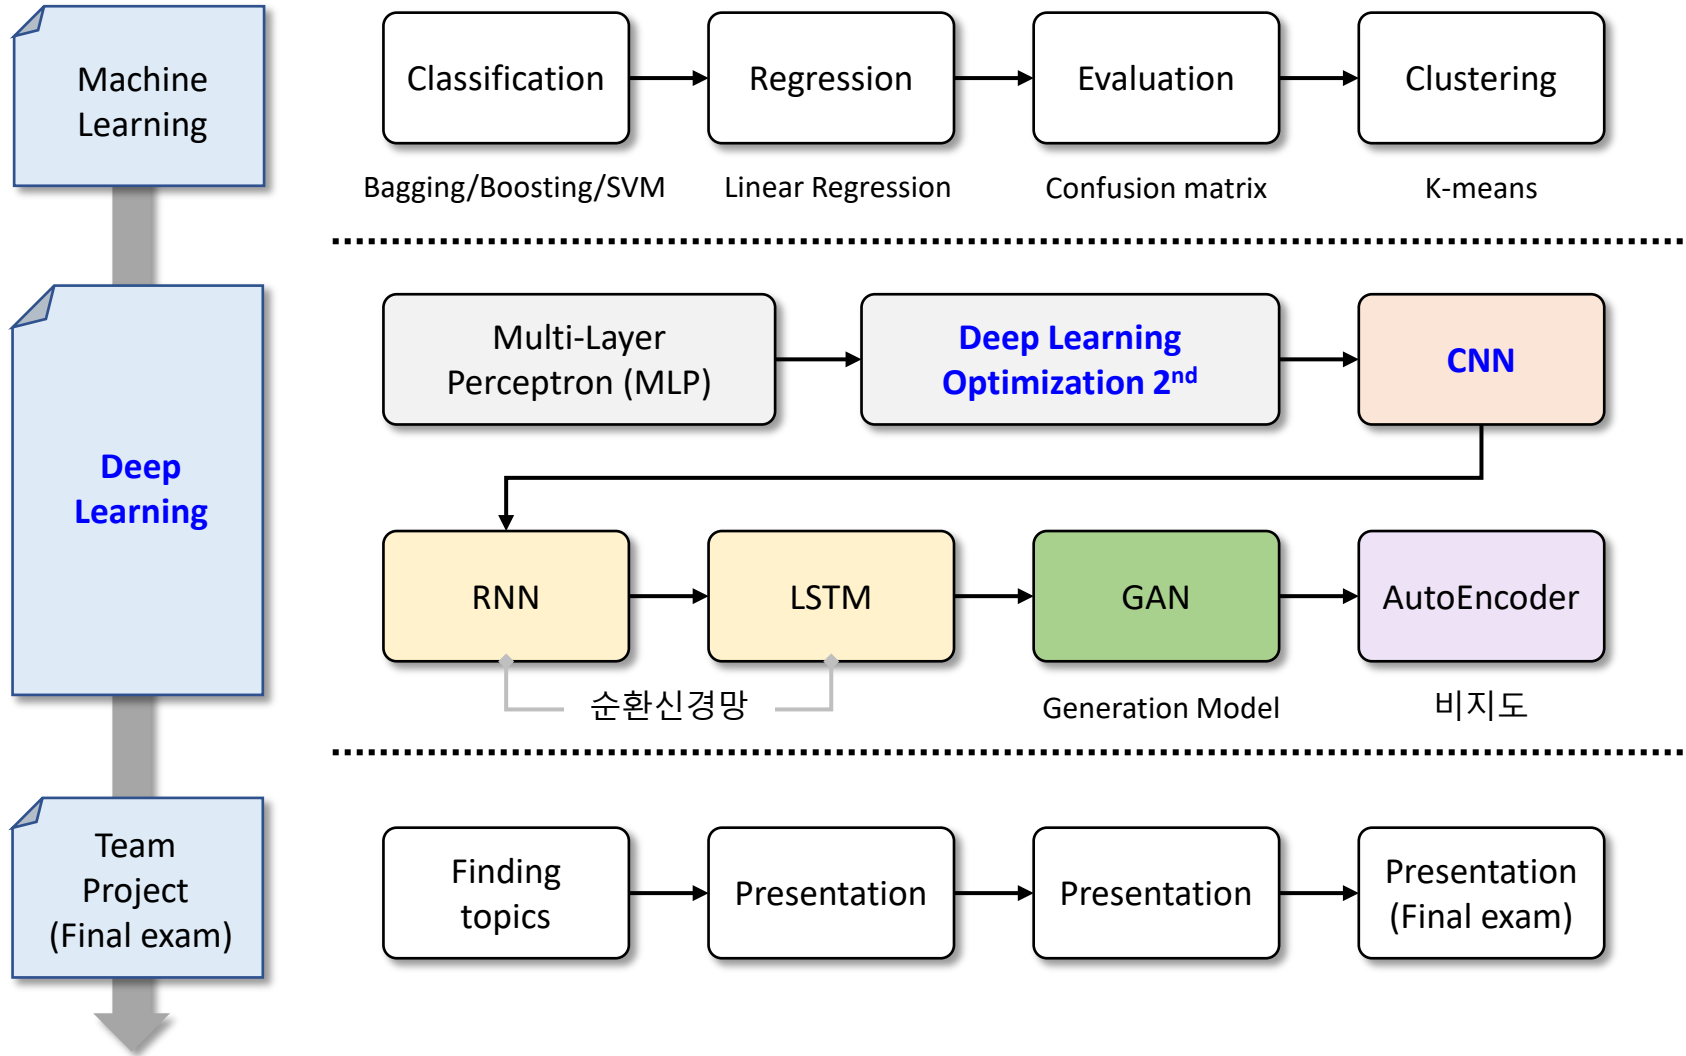 Machine
Learning
Classification
Regression
Evaluation
Clustering
Bagging/Boosting/SVM
Linear Regression
Confusion matrix
K-means
Deep
Learning
Multi-Layer
Perceptron (MLP)
Deep Learning
Optimization 2nd
CNN
RNN
LSTM
GAN
AutoEncoder
순환신경망
Generation Model
비지도
Team
Project
(Final exam)
Finding
topics
Presentation
Presentation
Presentation
(Final exam)